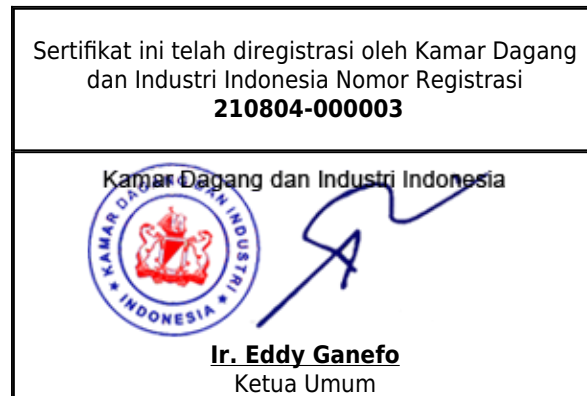 Sertifikat ini telah diregistrasi oleh Kamar Dagang
dan Industri Indonesia Nomor Registrasi
210804-000003
Kamar Dagang dan Industri Indonesia
KAMAR DAGANG DAN INDUSTRI
★ INDONESIA ★
Ir. Eddy Ganefo
Ketua Umum